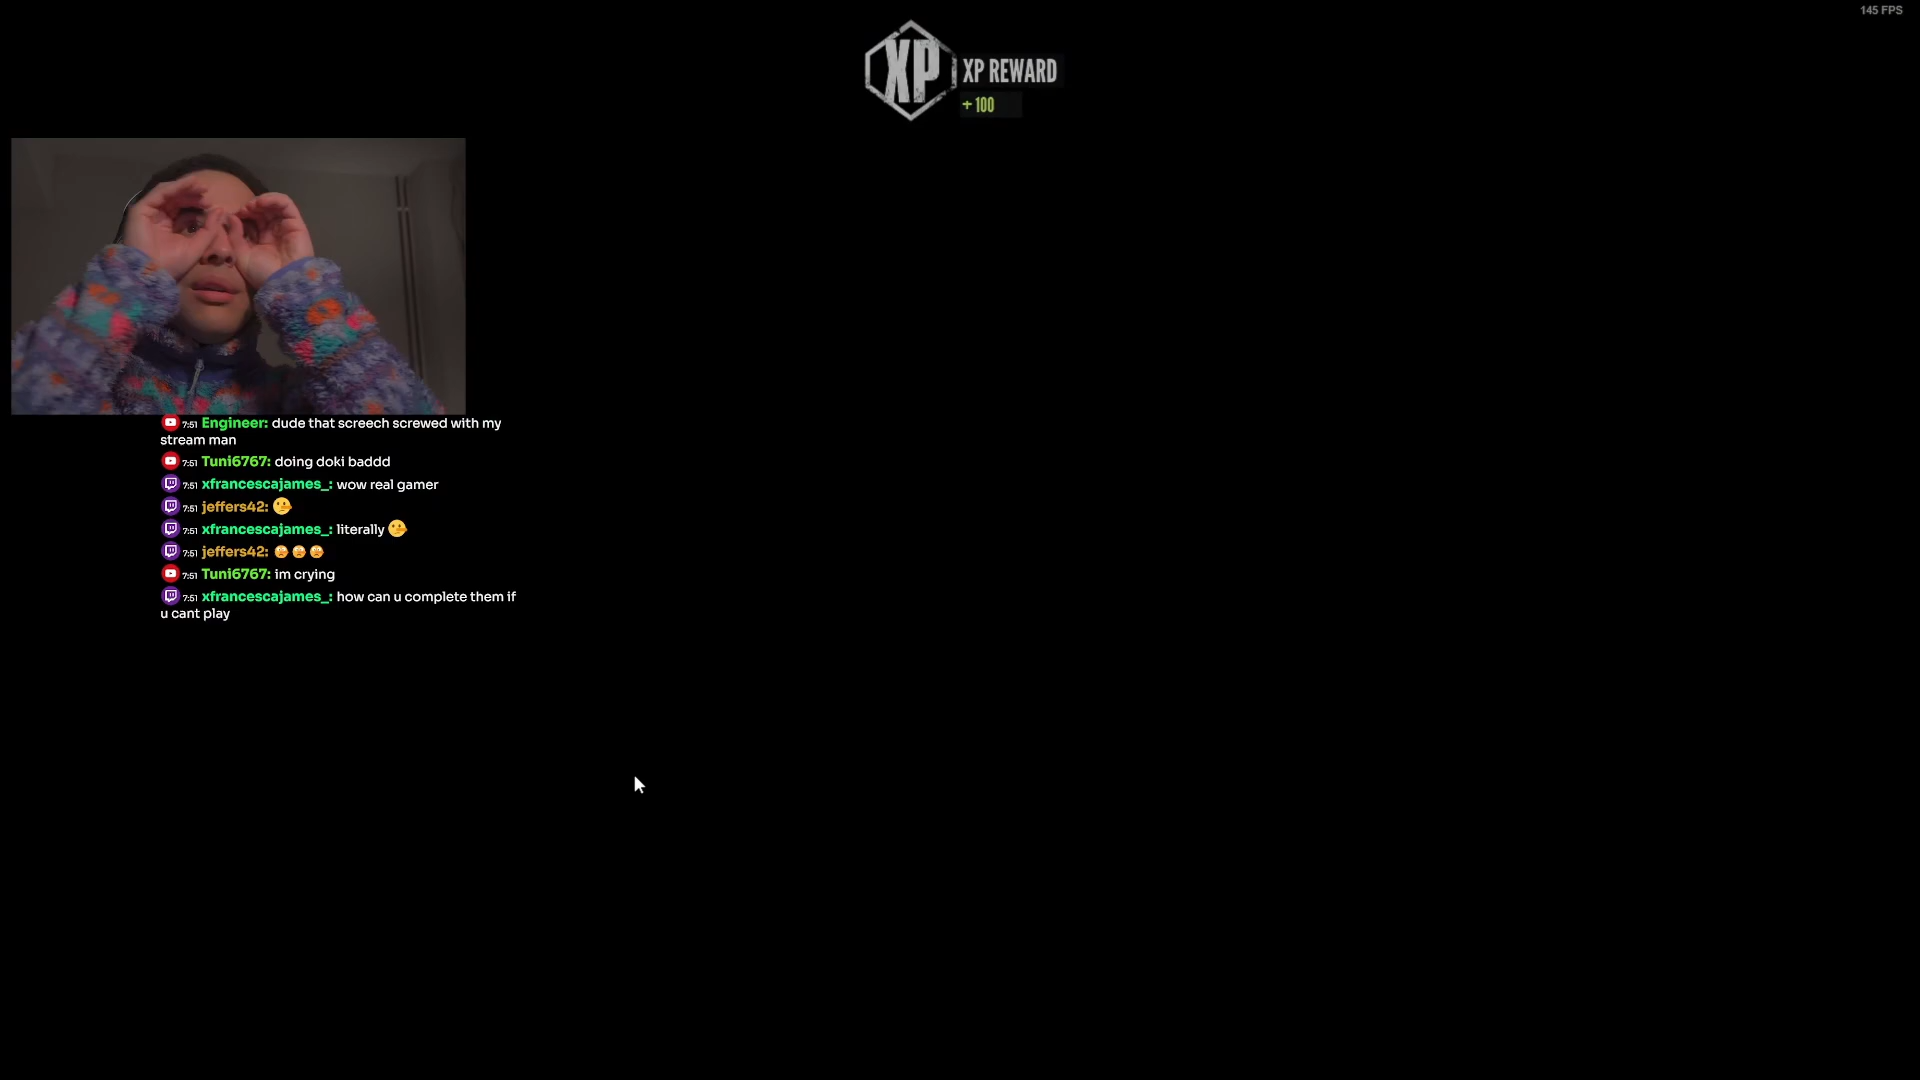 145 FPS
XP
XP REWARD
+ 100
7:51 Engineer: dude that screech screwed with my
stream man
7:51 Tuni6767: doing doki baddd
7:51 xfrancescajames_: wow real gamer
7:51 jeffers42:
7:51 xfrancescajames_: literally
7:51 jeffers42:
7:51 Tuni6767: im crying
7:51 xfrancescajames_: how can u complete them if
u cant play